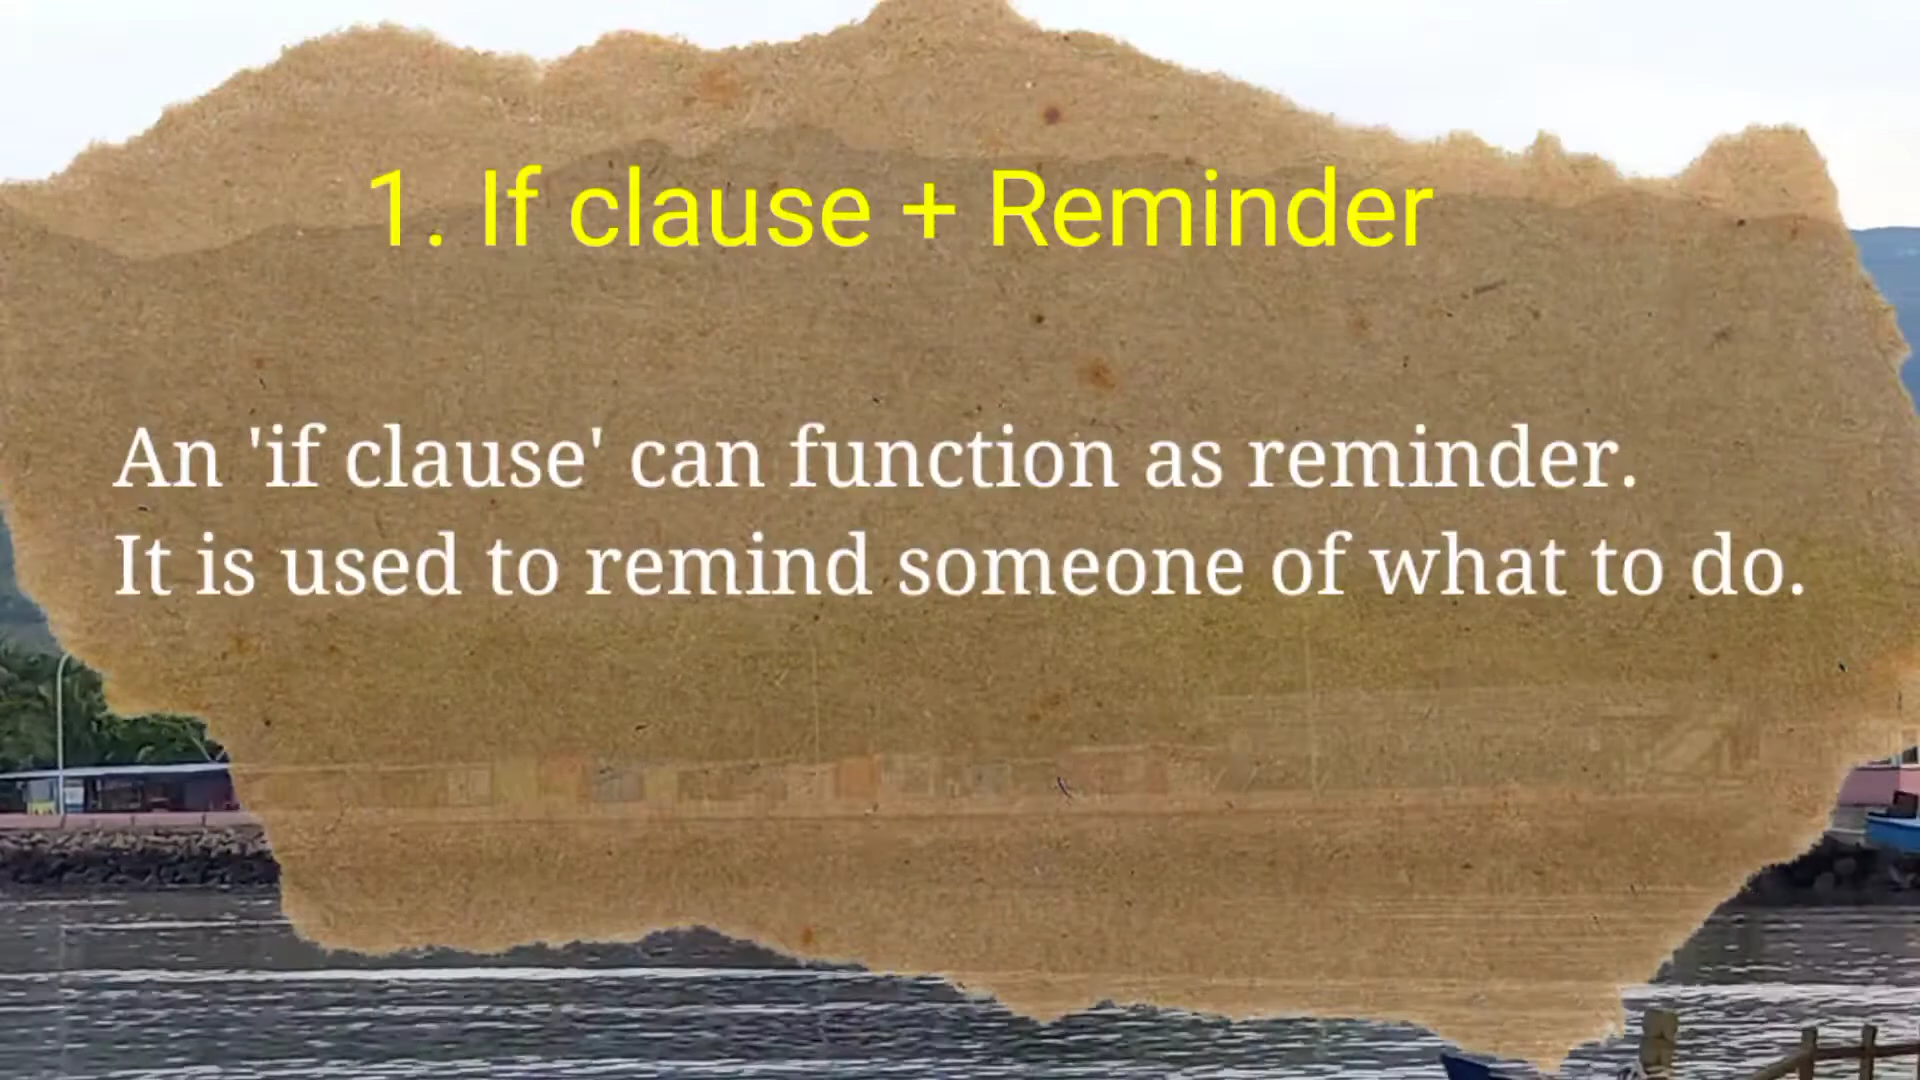 1. If clause + Reminder
An 'if clause' can function as reminder.
It is used to remind someone of what to do.